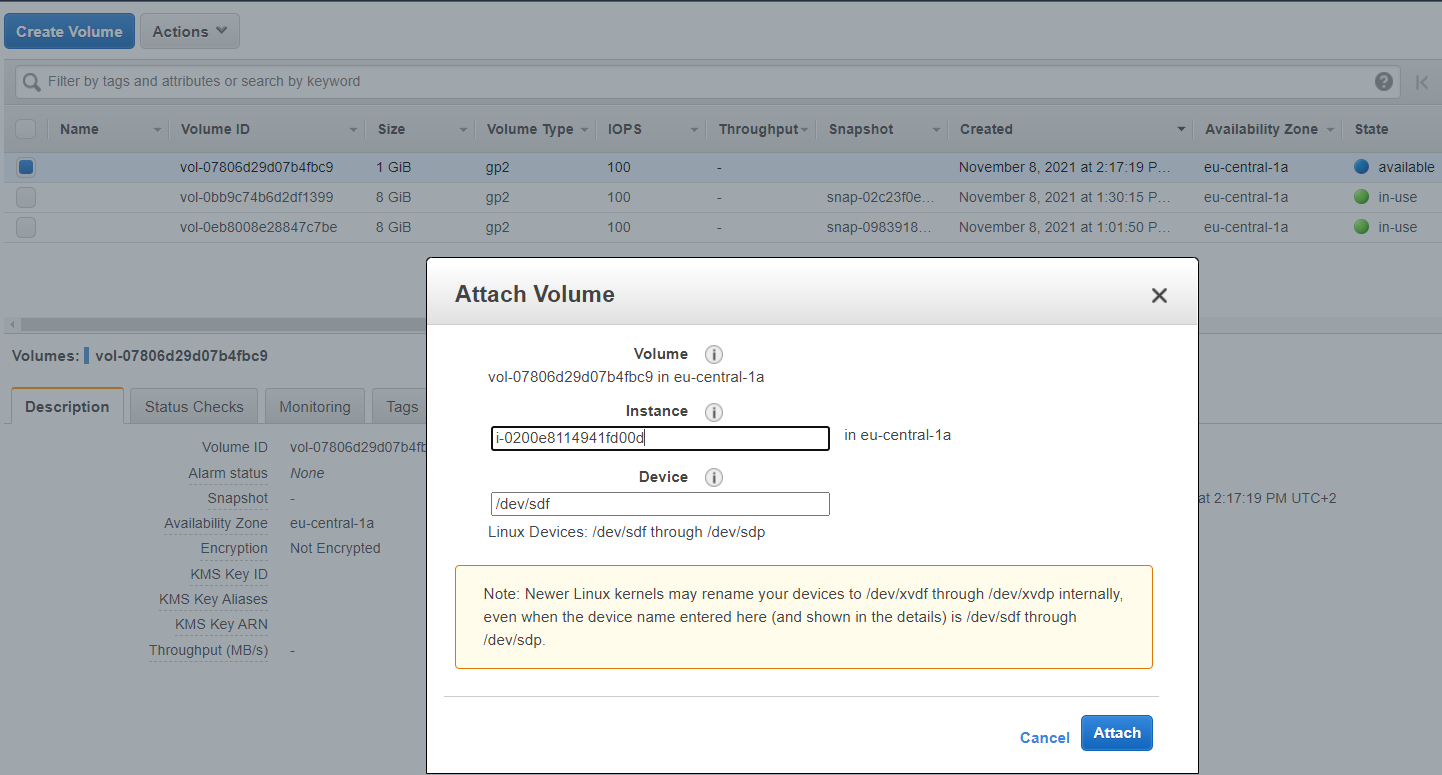 Create Volume Actions
Filter by tags and attributes or search by keyword
Name Volume ID Size Volume Type IOPS Throughput Snapshot Created Availability Zone State
vol-07806d29d07b4fbc9 1 GiB gp2 100 - November 8, 2021 at 2:17:19 P... eu-central-1a available
vol-0bb9c74b6d2df1399 8 GiB gp2 100 - snap-02c23f0e... November 8, 2021 at 1:30:15 P... eu-central-1a in-use
vol-0eb8008e28847c7be 8 GiB gp2 100 - snap-0983918... November 8, 2021 at 1:01:50 P... eu-central-1a in-use
Attach Volume
Volumes: vol-07806d29d07b4fbc9
Volume
vol-07806d29d07b4fbc9 in eu-central-1a
Description Status Checks Monitoring Tags
Instance
i-0200e8114941fd00d in eu-central-1a
Device
/dev/sdf
Linux Devices: /dev/sdf through /dev/sdp
Note: Newer Linux kernels may rename your devices to /dev/xvdf through /dev/xvdp internally,
even when the device name entered here (and shown in the details) is /dev/sdf through
/dev/sdp.
Cancel Attach
Volume ID vol-07806d29d07b4fb
Alarm status None
Snapshot -
at 2:17:19 PM UTC+2
Availability Zone eu-central-1a
Encryption Not Encrypted
KMS Key ID
KMS Key Aliases
KMS Key ARN
Throughput (MB/s) -